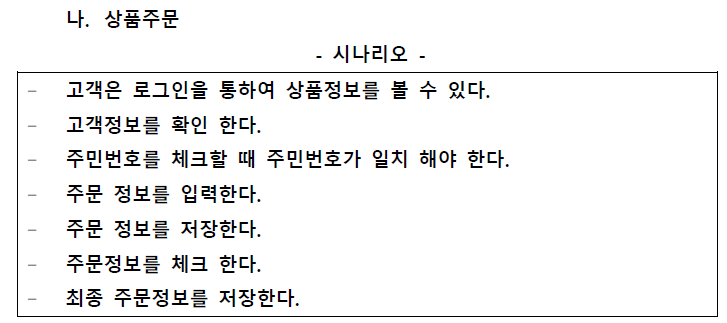 나. 상품주문
- 시나리오 -
- 고객은 로그인을 통하여 상품정보를 볼 수 있다.
- 고객정보를 확인 한다.
- 주민번호를 체크할 때 주민번호가 일치 해야 한다.
- 주문 정보를 입력한다.
- 주문 정보를 저장한다.
- 주문정보를 체크 한다.
- 최종 주문정보를 저장한다.